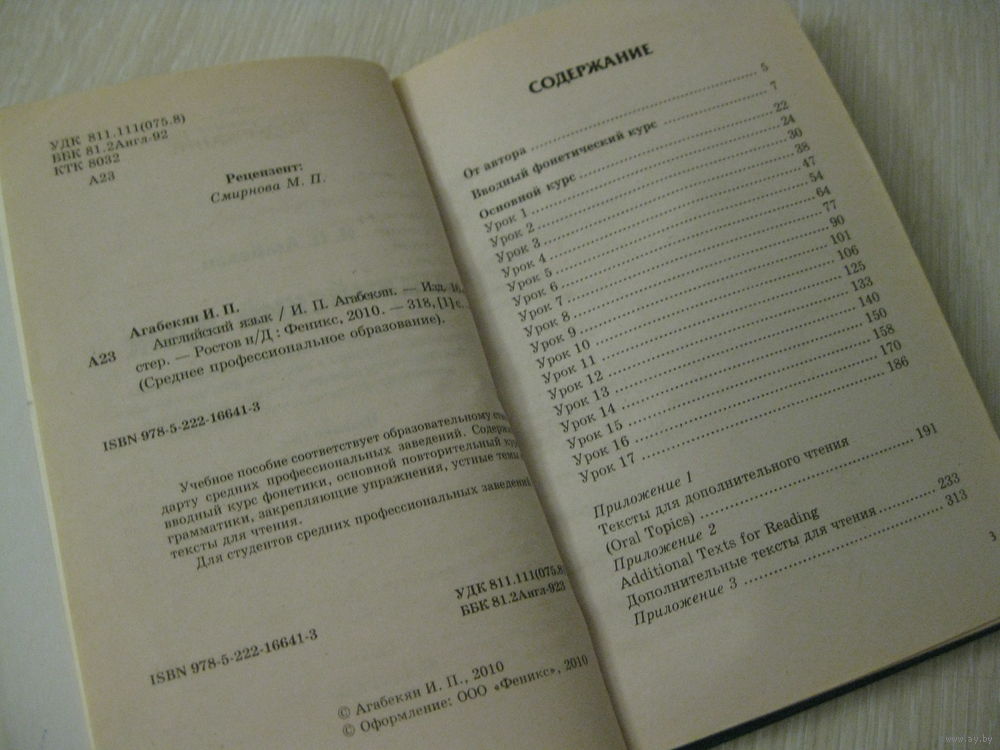 УДК 811.111(075.8)
ББК 81.2Англ-92
КТК 8032
А23
Рецензент:
Смирнова М. П.
Агабекян И. П.
А23 Английский язык / И. П. Агабекян. — Изд. 16,
стер. — Ростов н/Д : Феникс, 2010. — 318, [1] с.
(Среднее профессиональное образование).
ISBN 978-5-222-16641-3
Учебное пособие соответствует образовательному
дарту средних профессиональных заведений.
вводный курс фонетики, основной повторительный
грамматики, закрепляющие упражнения, устные темы
тексты для чтения.
Для студентов средних профессиональных
УДК 811.111(075.8
ББК 81.2Англ-923
ISBN 978-5-222-16641-3
© Агабекян И. П., 2010
© Оформление: ООО «Феникс», 2010
СОДЕРЖАНИЕ
От автора ..... 5
Вводный фонетический курс ..... 7
Основной курс ..... 22
Урок 1 ..... 24
Урок 2 ..... 30
Урок 3 ..... 38
Урок 4 ..... 47
Урок 5 ..... 54
Урок 6 ..... 64
Урок 7 ..... 77
Урок 8 ..... 90
Урок 9 ..... 101
Урок 10 ..... 106
Урок 11 ..... 125
Урок 12 ..... 133
Урок 13 ..... 140
Урок 14 ..... 150
Урок 15 ..... 158
Урок 16 ..... 170
Урок 17 ..... 186
Приложение 1
Тексты для дополнительного чтения
(Oral Topics) ..... 191
Приложение 2
Additional Texts for Reading
Дополнительные тексты для чтения ..... 233
Приложение 3 ..... 313
3
www.ay.by